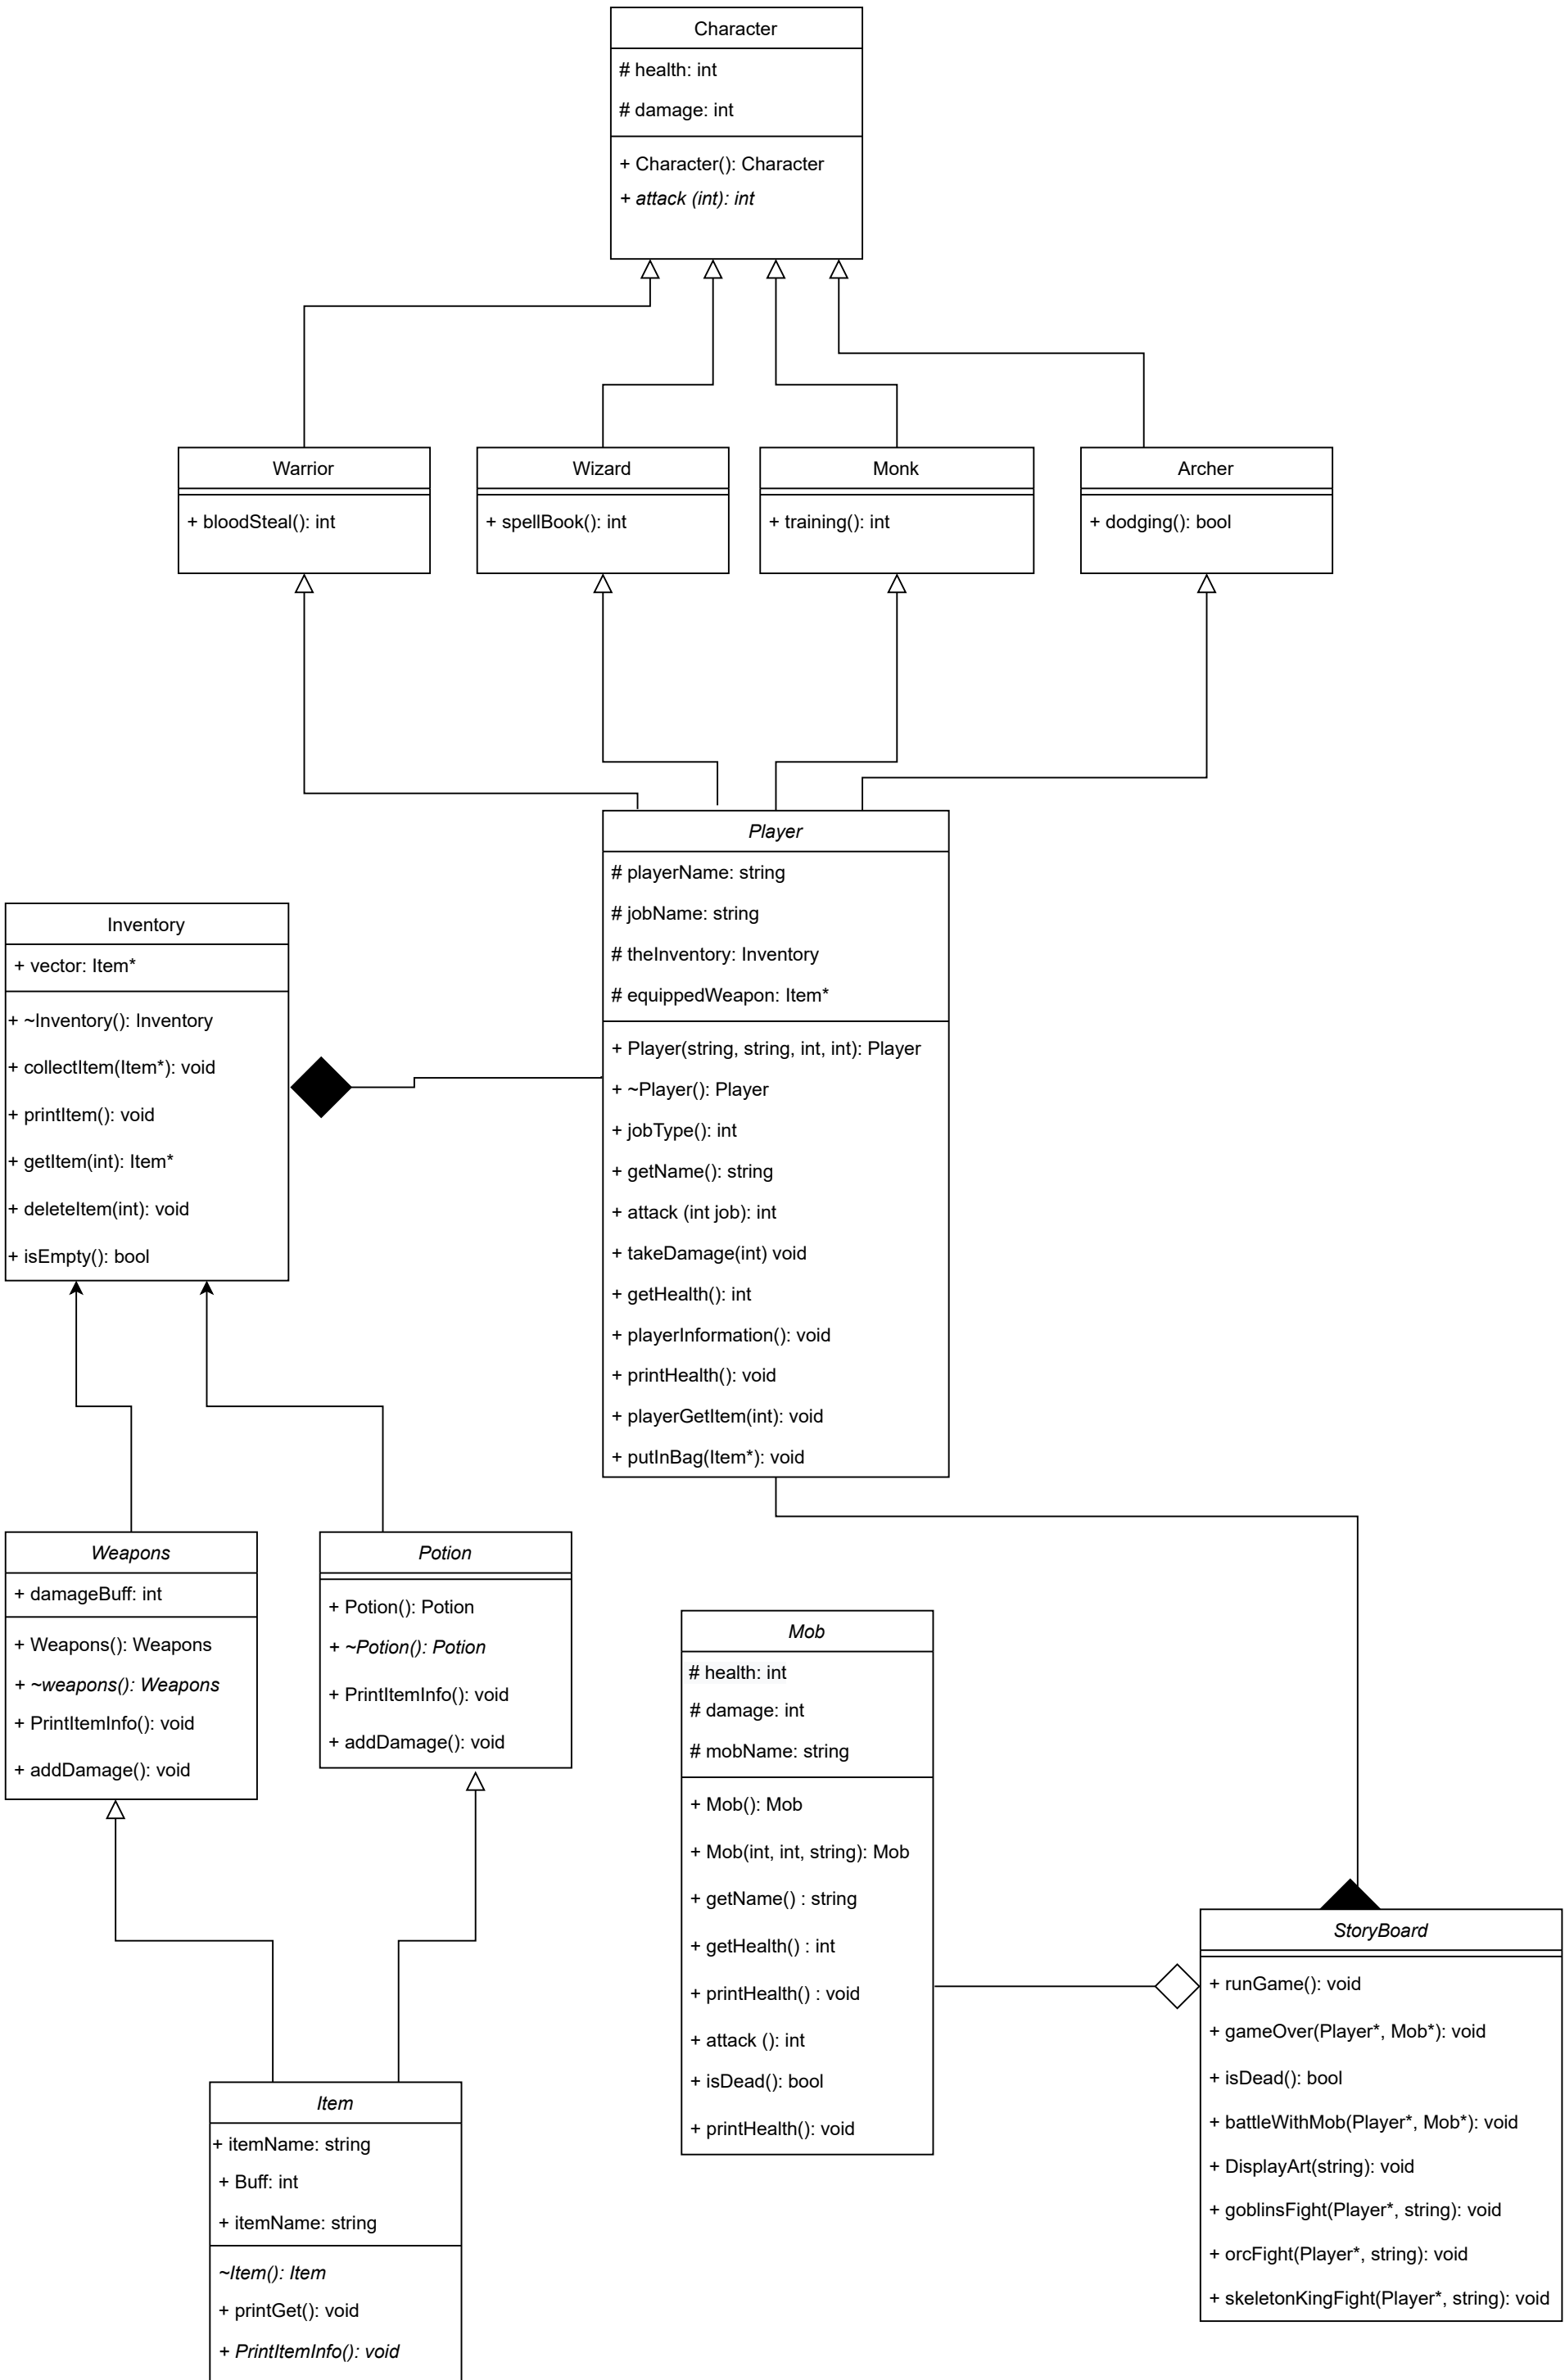 Character
# health: int
# damage: int
+ Character(): Character
+ attack (int): int
Warrior
+ bloodSteal(): int
Wizard
+ spellBook(): int
Monk
+ training(): int
Archer
+ dodging(): bool
Player
# playerName: string
# jobName: string
# theInventory: Inventory
# equippedWeapon: Item*
+ Player(string, string, int, int): Player
+ ~Player(): Player
+ jobType(): int
+ getName(): string
+ attack (int job): int
+ takeDamage(int) void
+ getHealth(): int
+ playerInformation(): void
+ printHealth(): void
+ playerGetItem(int): void
+ putInBag(Item*): void
Inventory
+ vector: Item*
+ ~Inventory(): Inventory
+ collectItem(Item*): void
+ printItem(): void
+ getItem(int): Item*
+ deleteItem(int): void
+ isEmpty(): bool
Weapons
+ damageBuff: int
+ Weapons(): Weapons
+ ~weapons(): Weapons
+ PrintItemInfo(): void
+ addDamage(): void
Potion
+ Potion(): Potion
+ ~Potion(): Potion
+ PrintItemInfo(): void
+ addDamage(): void
Mob
# health: int
# damage: int
# mobName: string
+ Mob(): Mob
+ Mob(int, int, string): Mob
+ getName() : string
+ getHealth() : int
+ printHealth() : void
+ attack (): int
+ isDead(): bool
+ printHealth(): void
StoryBoard
+ runGame(): void
+ gameOver(Player*, Mob*): void
+ isDead(): bool
+ battleWithMob(Player*, Mob*): void
+ DisplayArt(string): void
+ goblinsFight(Player*, string): void
+ orcFight(Player*, string): void
+ skeletonKingFight(Player*, string): void
Item
+ itemName: string
+ Buff: int
+ itemName: string
~Item(): Item
+ printGet(): void
+ PrintItemInfo(): void